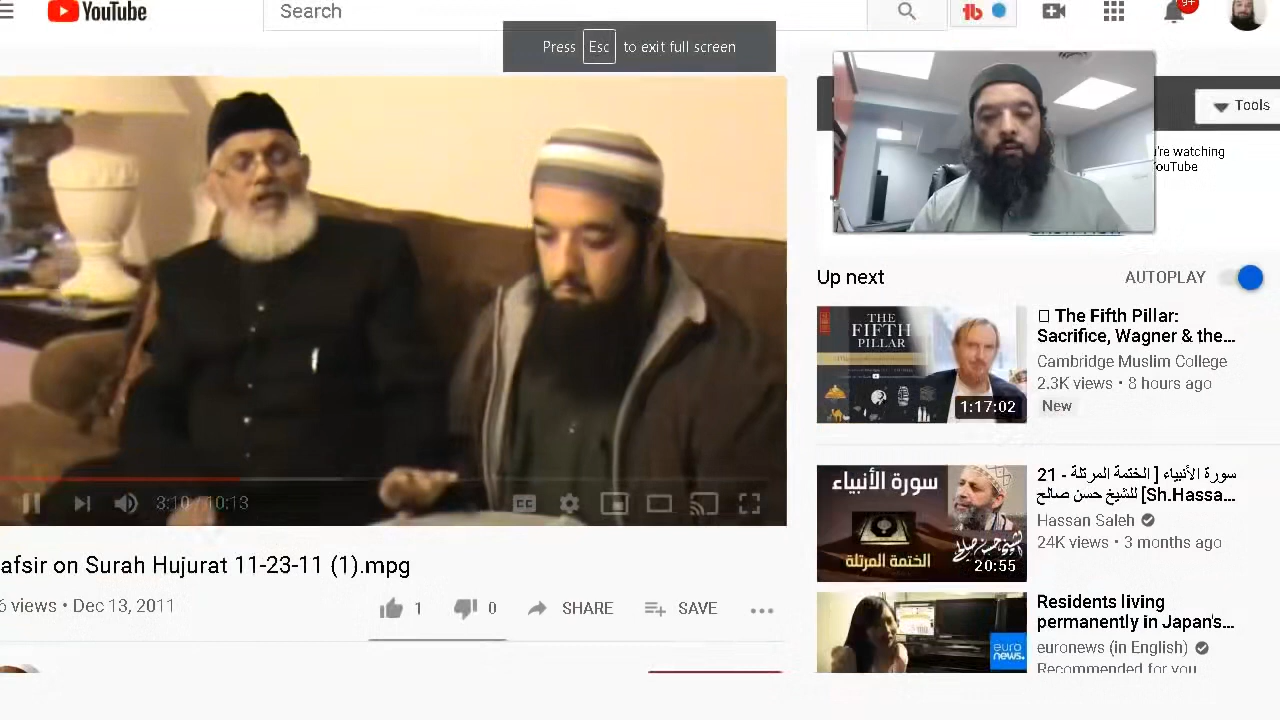 YouTube
Search
9+
Press Esc to exit full screen
Tools
're watching
ouTube
3:10 / 10:13
CC
afsir on Surah Hujurat 11-23-11 (1).mpg
6 views • Dec 13, 2011
1
0
SHARE
SAVE
Up next
AUTOPLAY
THE
FIFTH
PILLAR
1:17:02
The Fifth Pillar:
Sacrifice, Wagner & the...
Cambridge Muslim College
2.3K views • 8 hours ago
New
سورة الأنبياء
الختمة المرتلة
20:55
21 - سورة الأنبياء [ الختمة المرتلة
للشيخ حسن صالح [Sh.Hassa...
Hassan Saleh
24K views • 3 months ago
euro
news.
Residents living
permanently in Japan's...
euronews (in English)
Recommended for you